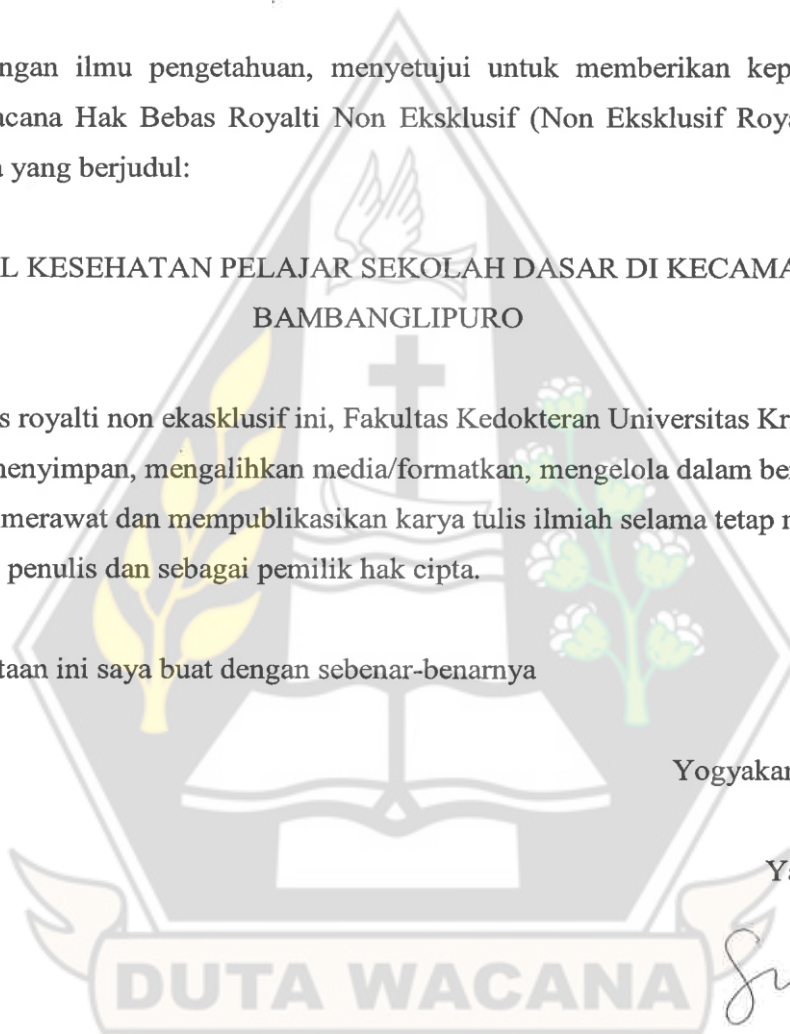 ngan ilmu pengetahuan, menyetujui untuk memberikan kep
acana Hak Bebas Royalti Non Eksklusif (Non Eksklusif Roya
yang berjudul:
L KESEHATAN PELAJAR SEKOLAH DASAR DI KECAMA
BAMBANGLIPURO
s royalti non ekasklusif ini, Fakultas Kedokteran Universitas Kr
menyimpan, mengalihkan media/formatkan, mengelola dalam be
merawat dan mempublikasikan karya tulis ilmiah selama tetap
penulis dan sebagai pemilik hak cipta.
taan ini saya buat dengan sebenar-benarnya
Yogyakar
Ya
DUTA WACANA